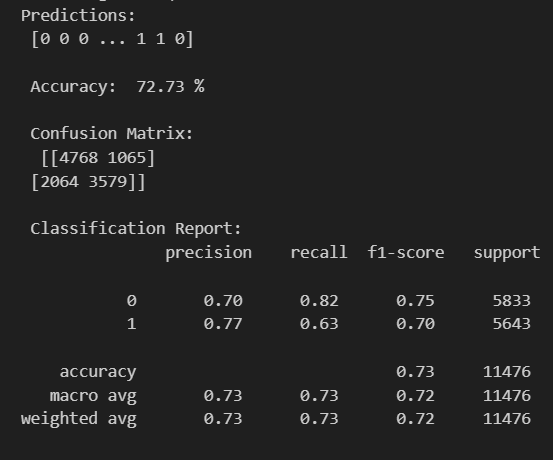 Predictions:
[0 0 0 ... 1 1 0]
Accuracy: 72.73 %
Confusion Matrix:
[[4768 1065]
[2064 3579]]
Classification Report:
precision recall f1-score support
0 0.70 0.82 0.75 5833
1 0.77 0.63 0.70 5643
accuracy 0.73 11476
macro avg 0.73 0.73 0.72 11476
weighted avg 0.73 0.73 0.72 11476